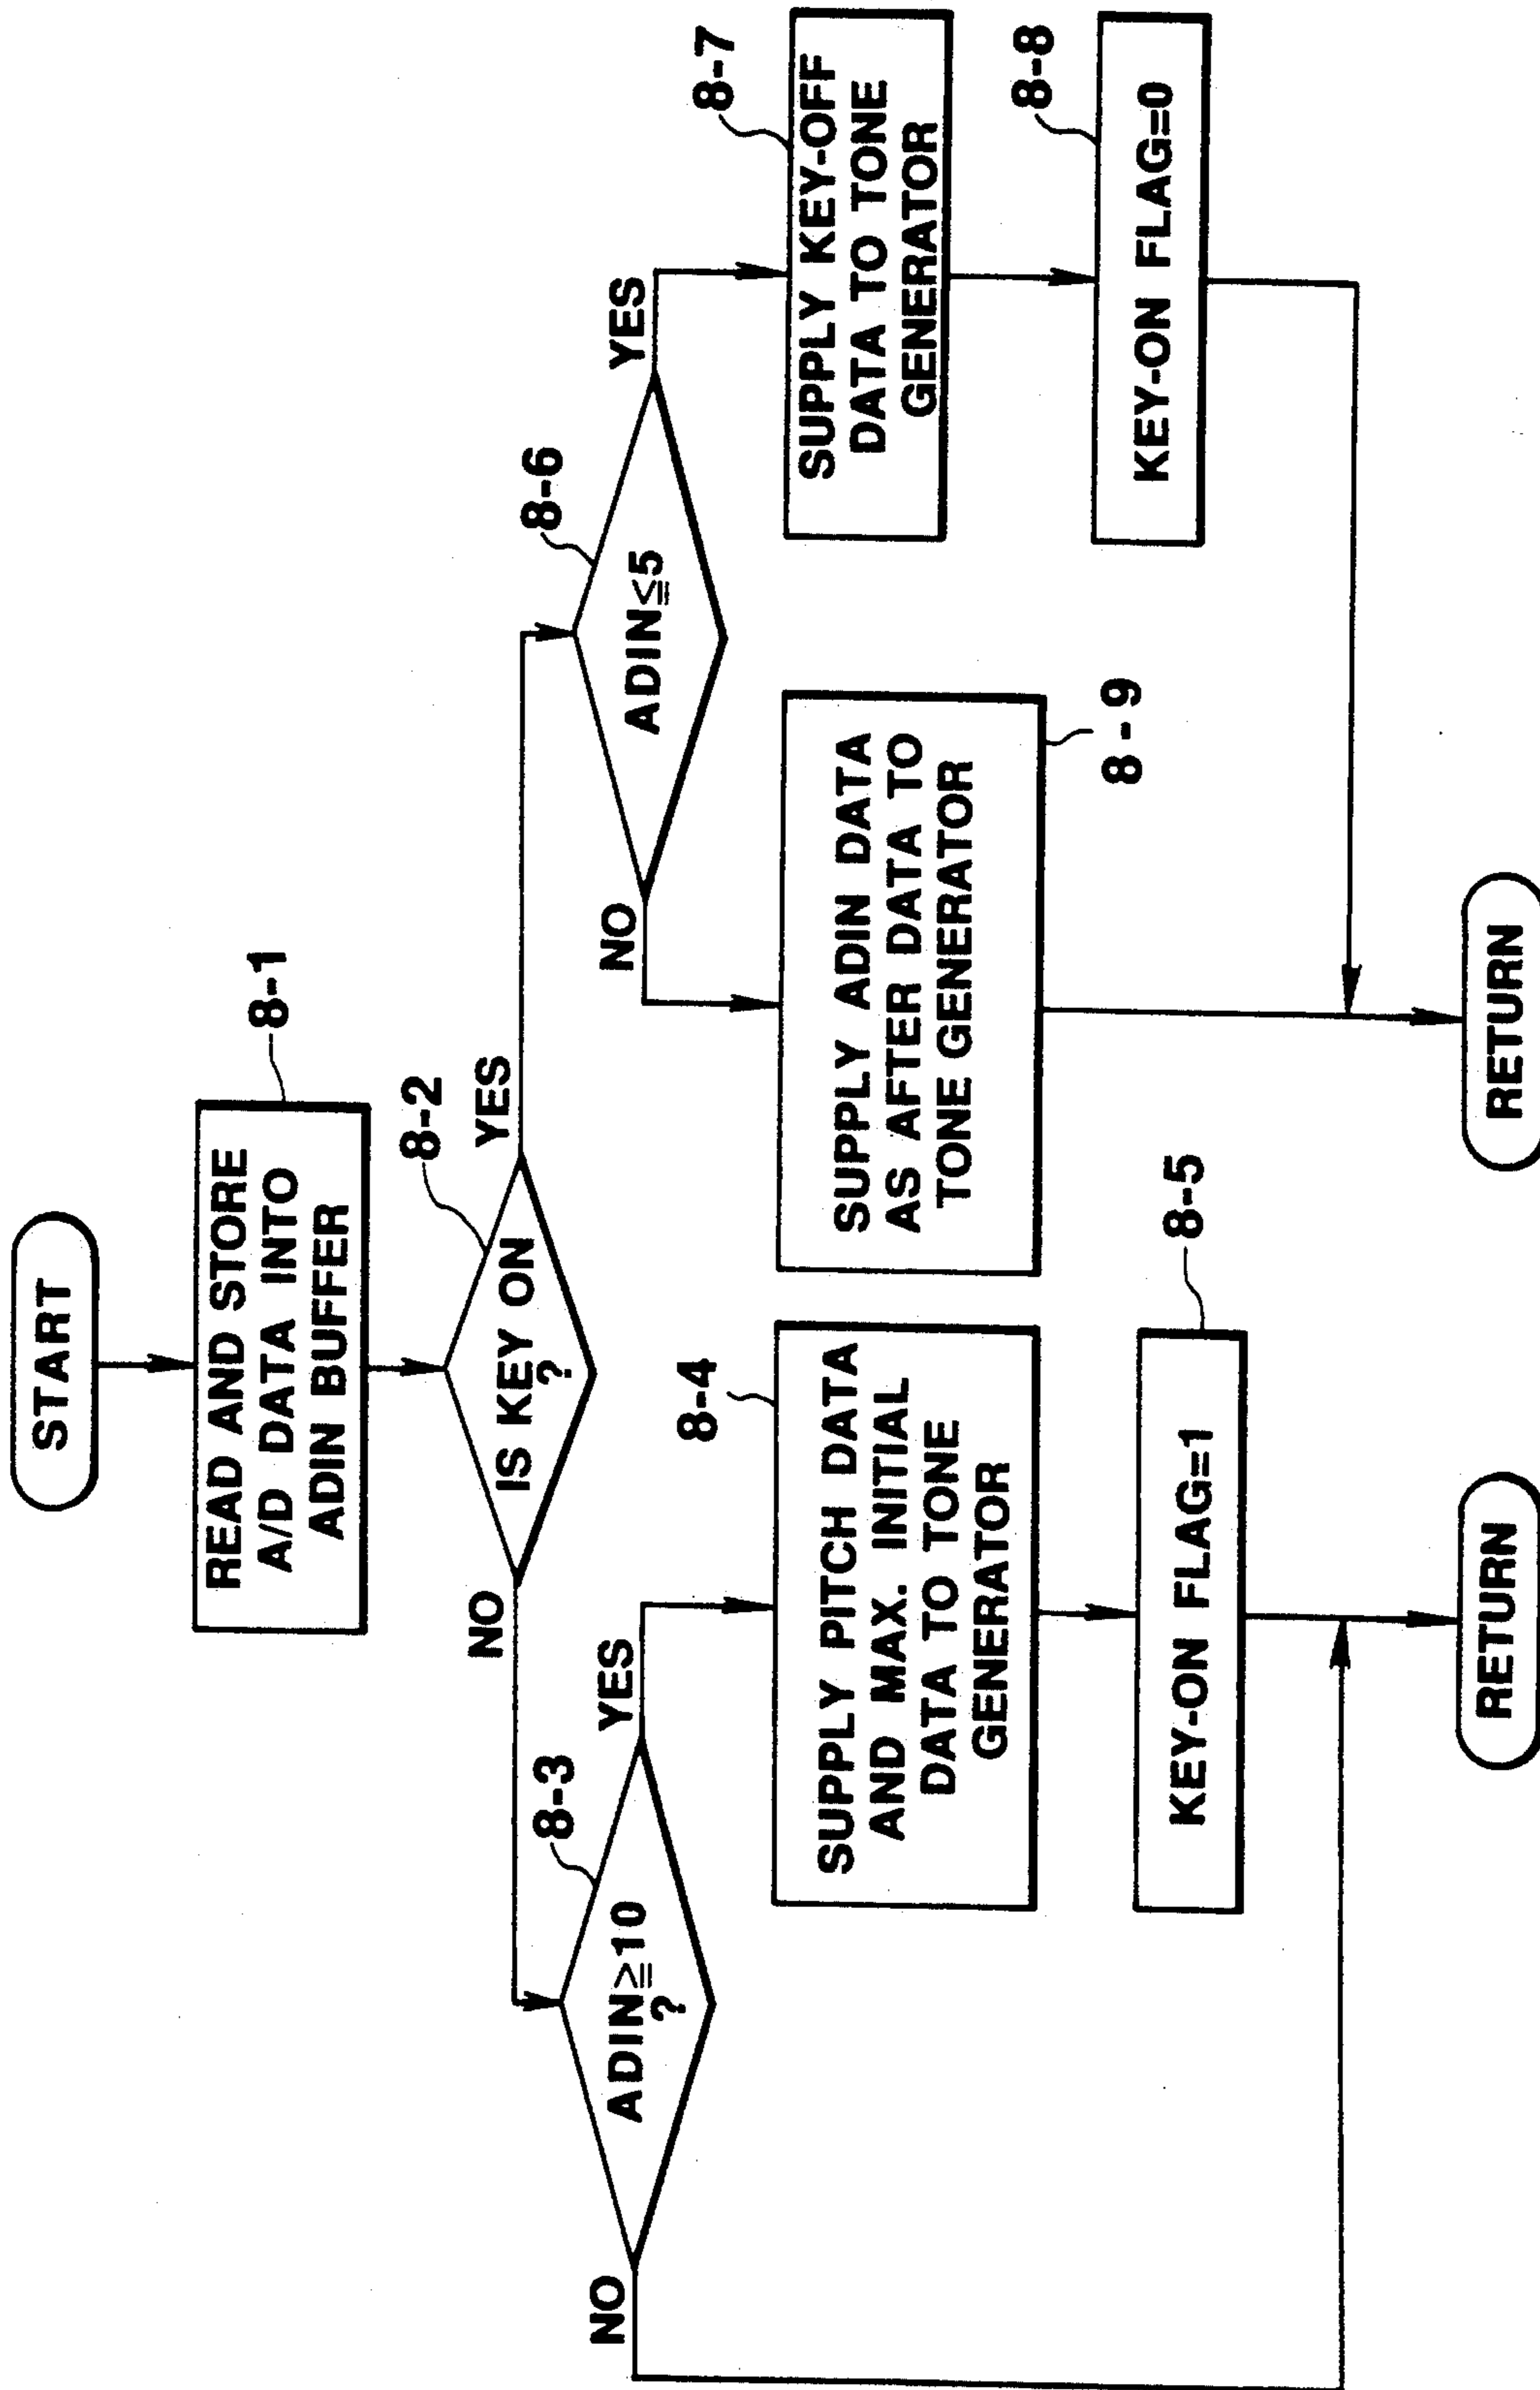 START
8-1
READ AND STORE
A/D DATA INTO
ADIN BUFFER
8-2
IS KEY ON
?
NO
YES
8-3
ADIN≧10
?
NO
YES
8-4
SUPPLY PITCH DATA
AND MAX. INITIAL
DATA TO TONE
GENERATOR
8-5
KEY-ON FLAG=1
RETURN
8-6
ADIN≦5
NO
YES
8-7
SUPPLY KEY-OFF
DATA TO TONE
GENERATOR
8-8
KEY-ON FLAG=0
SUPPLY ADIN DATA
AS AFTER DATA TO
TONE GENERATOR
8-9
RETURN